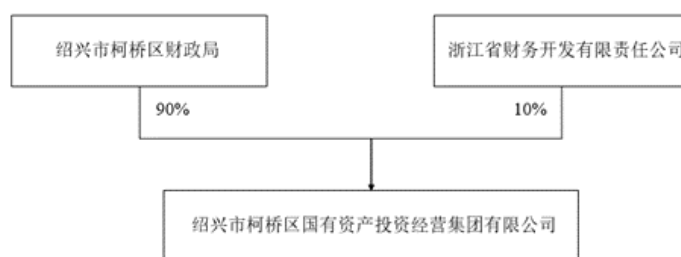 绍兴市柯桥区财政局
浙江省财务开发有限责任公司
90%
10%
绍兴市柯桥区国有资产投资经营集团有限公司